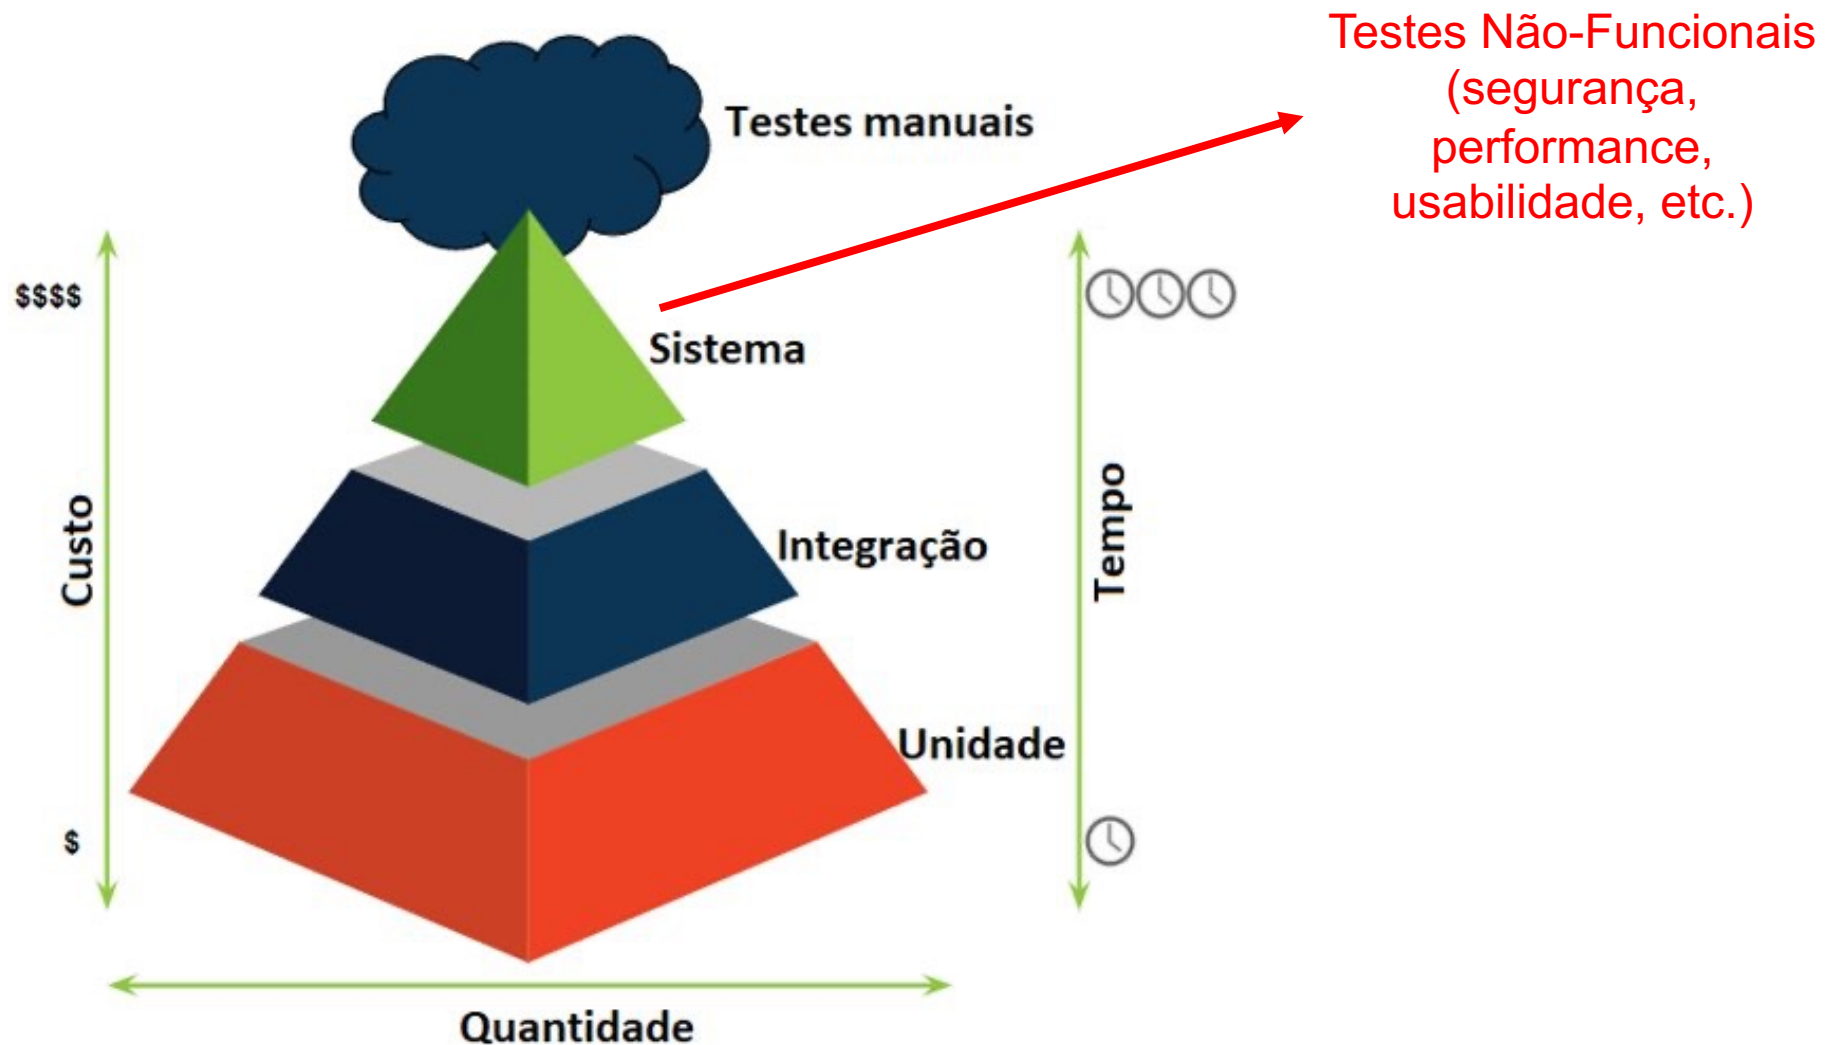 Testes Não-Funcionais
(segurança,
performance,
usabilidade, etc.)
Testes manuais
$$$$
Sistema
Custo
Integração
Tempo
Unidade
$
Quantidade